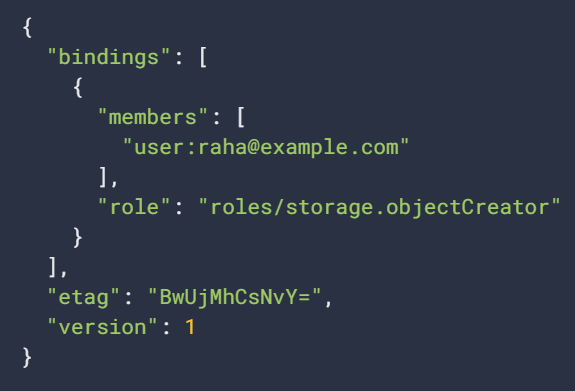 {
  "bindings": [
    {
      "members": [
        "user:raha@example.com"
      ],
      "role": "roles/storage.objectCreator"
    }
  ],
  "etag": "BwUjMhCsNvY=",
  "version": 1
}